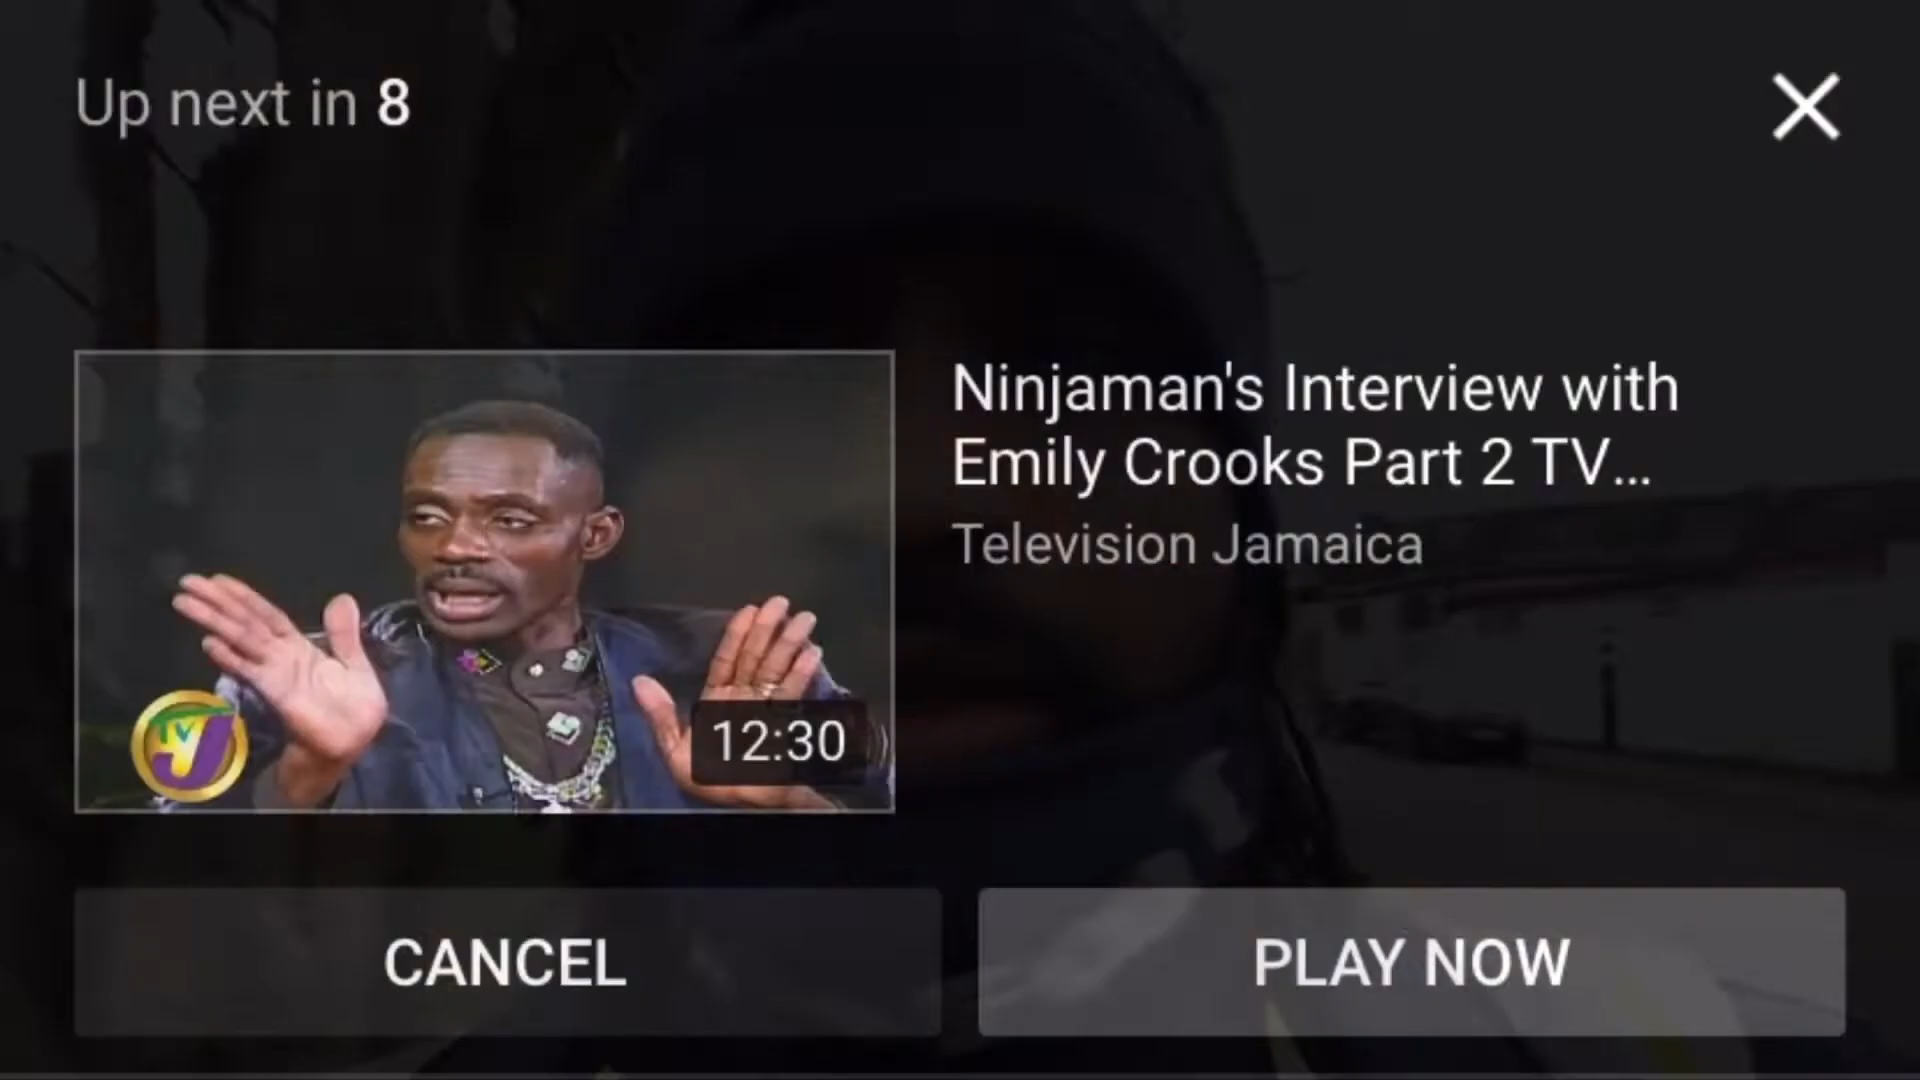 Up next in 8
Ninjaman's Interview with
Emily Crooks Part 2 TV...
Television Jamaica
TVJ
12:30
CANCEL
PLAY NOW